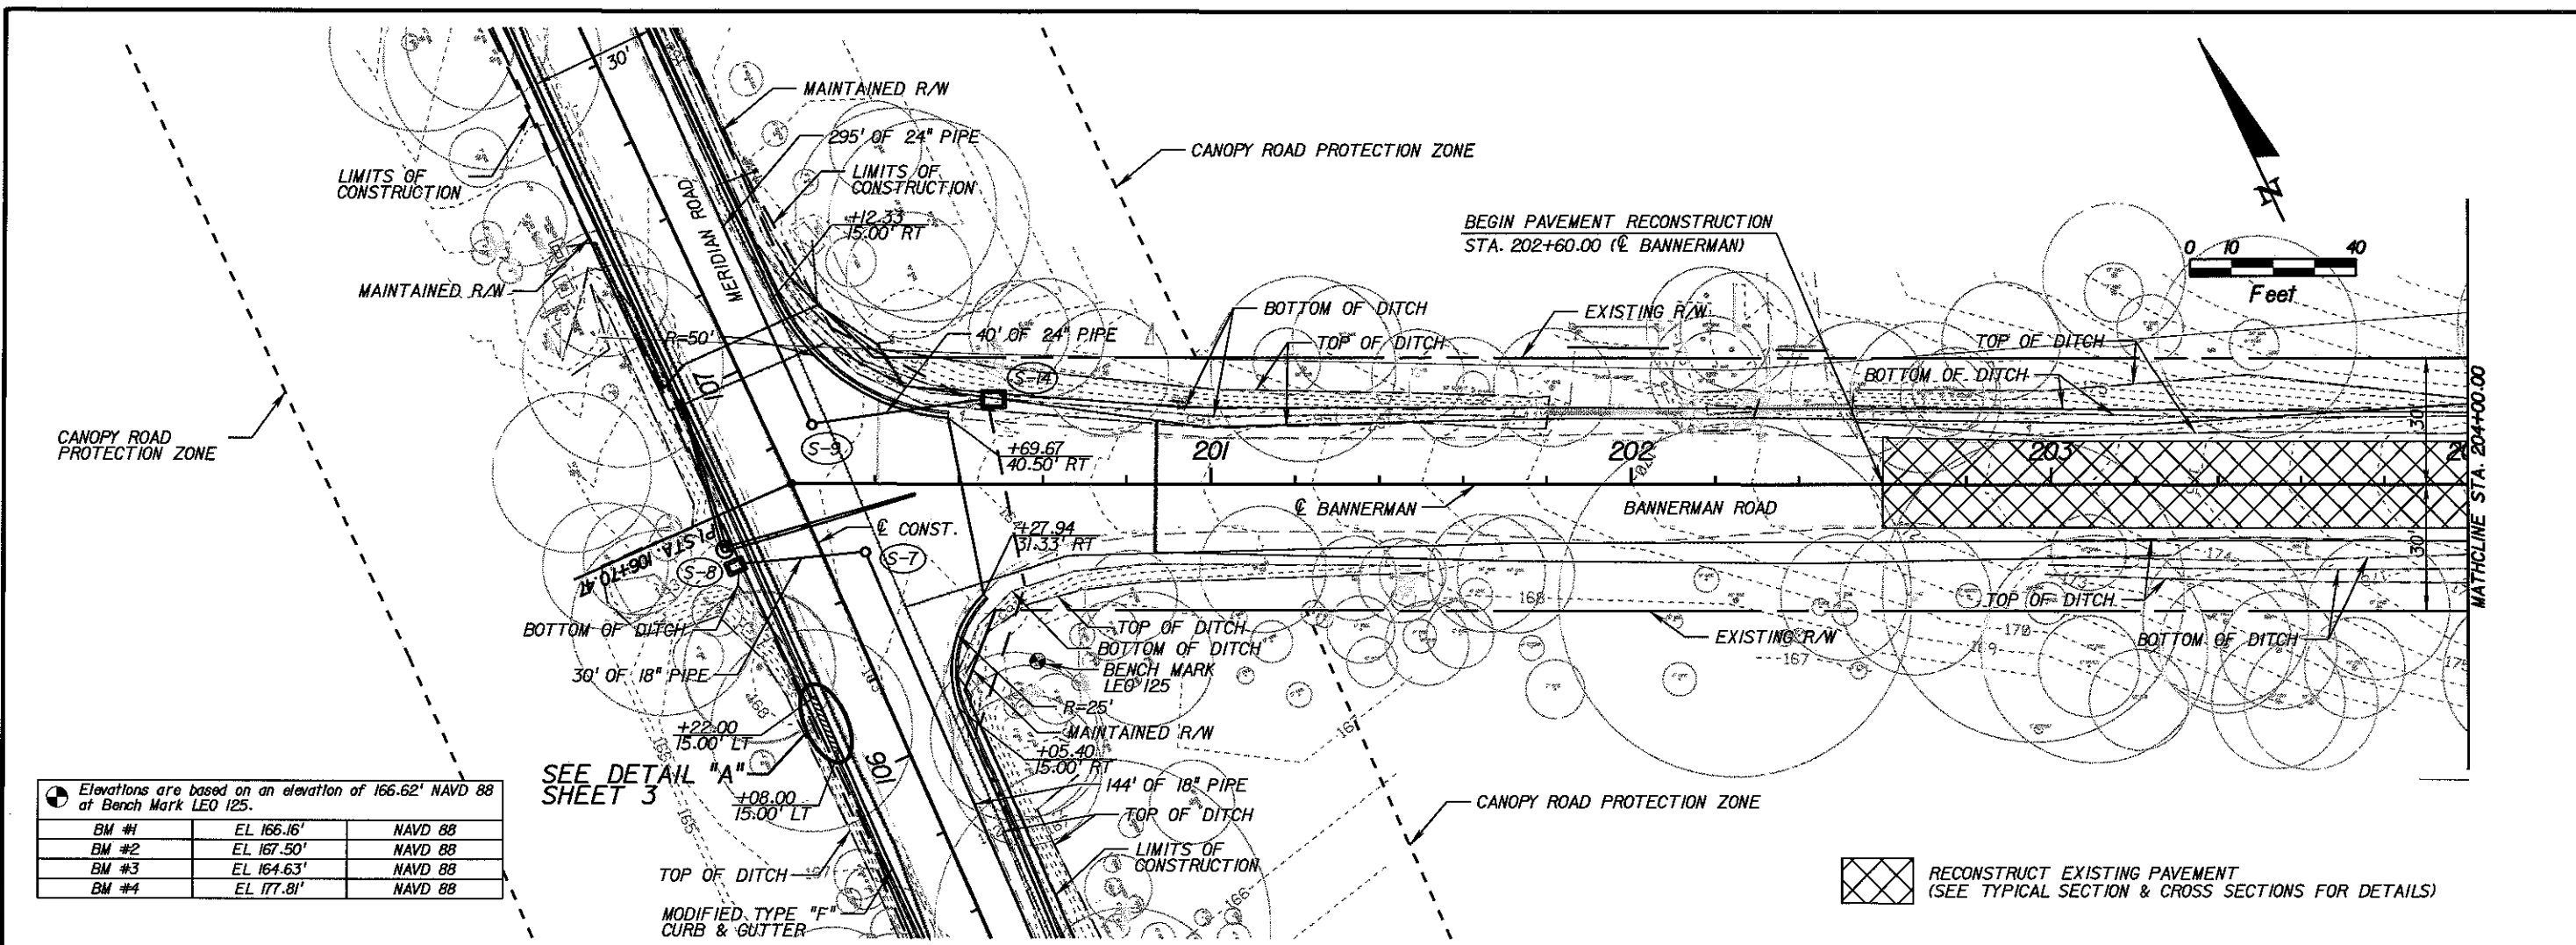 30'
MAINTAINED R/W
295' OF 24" PIPE
LIMITS OF
CONSTRUCTION
LIMITS OF
CONSTRUCTION
MERIDIAN ROAD
+12.33
15.00' RT
CANOPY ROAD PROTECTION ZONE
N
BEGIN PAVEMENT RECONSTRUCTION
STA. 202+60.00 (℄ BANNERMAN)
0 10 40
Feet
MAINTAINED R/W
R=50'
40' OF 24" PIPE
BOTTOM OF DITCH
EXISTING R/W
TOP OF DITCH
TOP OF DITCH
BOTTOM OF DITCH
S-14
107
CANOPY ROAD
PROTECTION ZONE
S-9
+69.67
40.50' RT
201
202
203
30'
MATHCLINE STA. 204+00.00
℄ BANNERMAN
BANNERMAN ROAD
PI STA. 106+70.47
℄ CONST.
+27.94
31.33' RT
S-8
S-7
30'
174
173
168
TOP OF DITCH
BOTTOM OF DITCH
TOP OF DITCH
BOTTOM OF DITCH
EXISTING R/W
170
169
167
BOTTOM OF DITCH
30' OF 18" PIPE
BENCH MARK
LEO 125
R=25'
168
MAINTAINED R/W
167
+22.00
15.00' LT
+05.40
15.00' RT
106
SEE DETAIL "A"
SHEET 3
144' OF 18" PIPE
+08.00
15.00' LT
CANOPY ROAD PROTECTION ZONE
TOP OF DITCH
165
LIMITS OF
CONSTRUCTION
TOP OF DITCH
166
MODIFIED TYPE "F"
CURB & GUTTER
Elevations are based on an elevation of 166.62' NAVD 88
at Bench Mark LEO 125.
BM #1 EL 166.16' NAVD 88
BM #2 EL 167.50' NAVD 88
BM #3 EL 164.63' NAVD 88
BM #4 EL 177.81' NAVD 88
RECONSTRUCT EXISTING PAVEMENT
(SEE TYPICAL SECTION & CROSS SECTIONS FOR DETAILS)